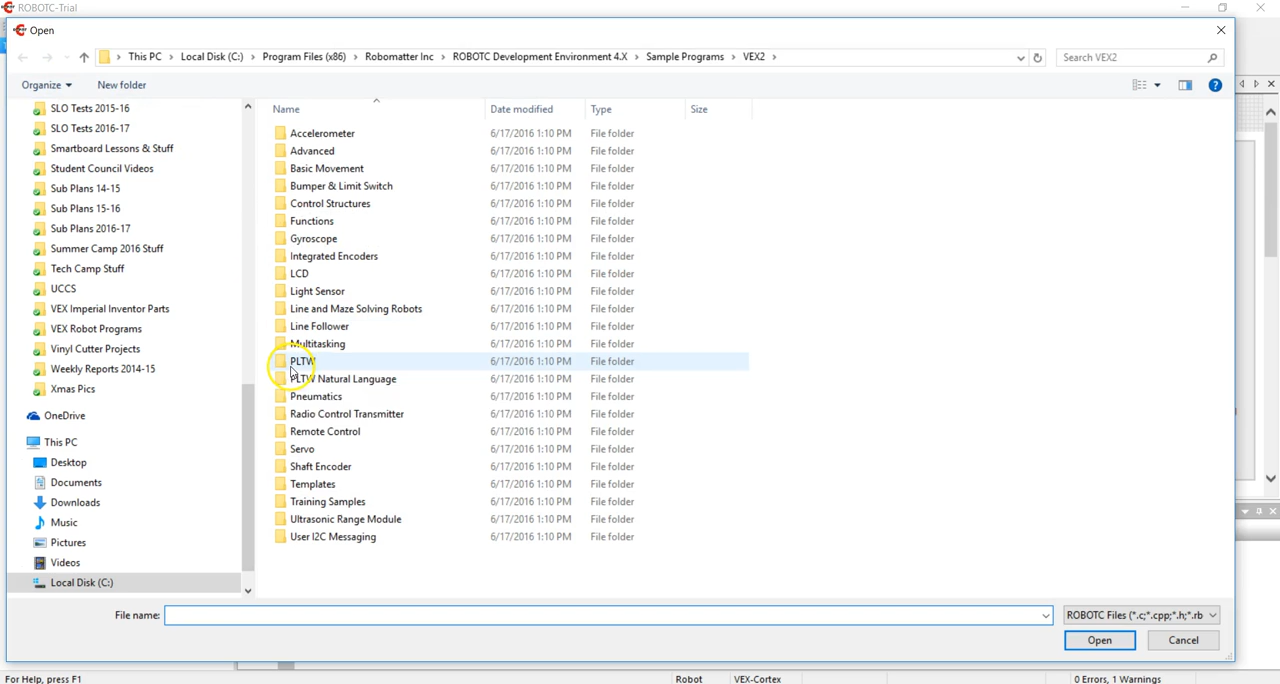 ROBOTC-Trial
Open
This PC > Local Disk (C:) > Program Files (x86) > Robomatter Inc > ROBOTC Development Environment 4.X > Sample Programs > VEX2 >
Search VEX2
Organize
New folder
SLO Tests 2015-16
SLO Tests 2016-17
Smartboard Lessons & Stuff
Student Council Videos
Sub Plans 14-15
Sub Plans 15-16
Sub Plans 2016-17
Summer Camp 2016 Stuff
Tech Camp Stuff
UCCS
VEX Imperial Inventor Parts
VEX Robot Programs
Vinyl Cutter Projects
Weekly Reports 2014-15
Xmas Pics
OneDrive
This PC
Desktop
Documents
Downloads
Music
Pictures
Videos
Local Disk (C:)
Name Date modified Type Size
Accelerometer 6/17/2016 1:10 PM File folder
Advanced 6/17/2016 1:10 PM File folder
Basic Movement 6/17/2016 1:10 PM File folder
Bumper & Limit Switch 6/17/2016 1:10 PM File folder
Control Structures 6/17/2016 1:10 PM File folder
Functions 6/17/2016 1:10 PM File folder
Gyroscope 6/17/2016 1:10 PM File folder
Integrated Encoders 6/17/2016 1:10 PM File folder
LCD 6/17/2016 1:10 PM File folder
Light Sensor 6/17/2016 1:10 PM File folder
Line and Maze Solving Robots 6/17/2016 1:10 PM File folder
Line Follower 6/17/2016 1:10 PM File folder
Multitasking 6/17/2016 1:10 PM File folder
PLTW 6/17/2016 1:10 PM File folder
PLTW Natural Language 6/17/2016 1:10 PM File folder
Pneumatics 6/17/2016 1:10 PM File folder
Radio Control Transmitter 6/17/2016 1:10 PM File folder
Remote Control 6/17/2016 1:10 PM File folder
Servo 6/17/2016 1:10 PM File folder
Shaft Encoder 6/17/2016 1:10 PM File folder
Templates 6/17/2016 1:10 PM File folder
Training Samples 6/17/2016 1:10 PM File folder
Ultrasonic Range Module 6/17/2016 1:10 PM File folder
User I2C Messaging 6/17/2016 1:10 PM File folder
File name:
ROBOTC Files (*.c;*.cpp;*.h;*.rb
Open
Cancel
For Help, press F1
Robot
VEX-Cortex
0 Errors, 1 Warnings